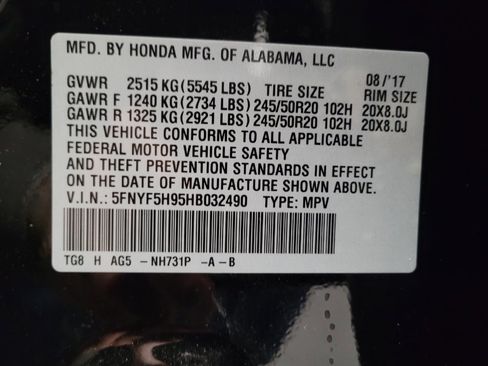 MFD. BY HONDA MFG. OF ALABAMA, LLC
08/'17
GVWR 2515 KG(5545 LBS) TIRE SIZE RIM SIZE
GAWR F 1240 KG(2734 LBS) 245/50R20 102H 20X8.0J
GAWR R 1325 KG(2921 LBS) 245/50R20 102H 20X8.0J
THIS VEHICLE CONFORMS TO ALL APPLICABLE
FEDERAL MOTOR VEHICLE SAFETY
AND THEFT PREVENTION STANDARDS IN EFFECT
ON THE DATE OF MANUFACTURE SHOWN ABOVE.
V.I.N.: 5FNYF5H95HB032490 TYPE: MPV
TG8 H AG5 -NH731P -A-B